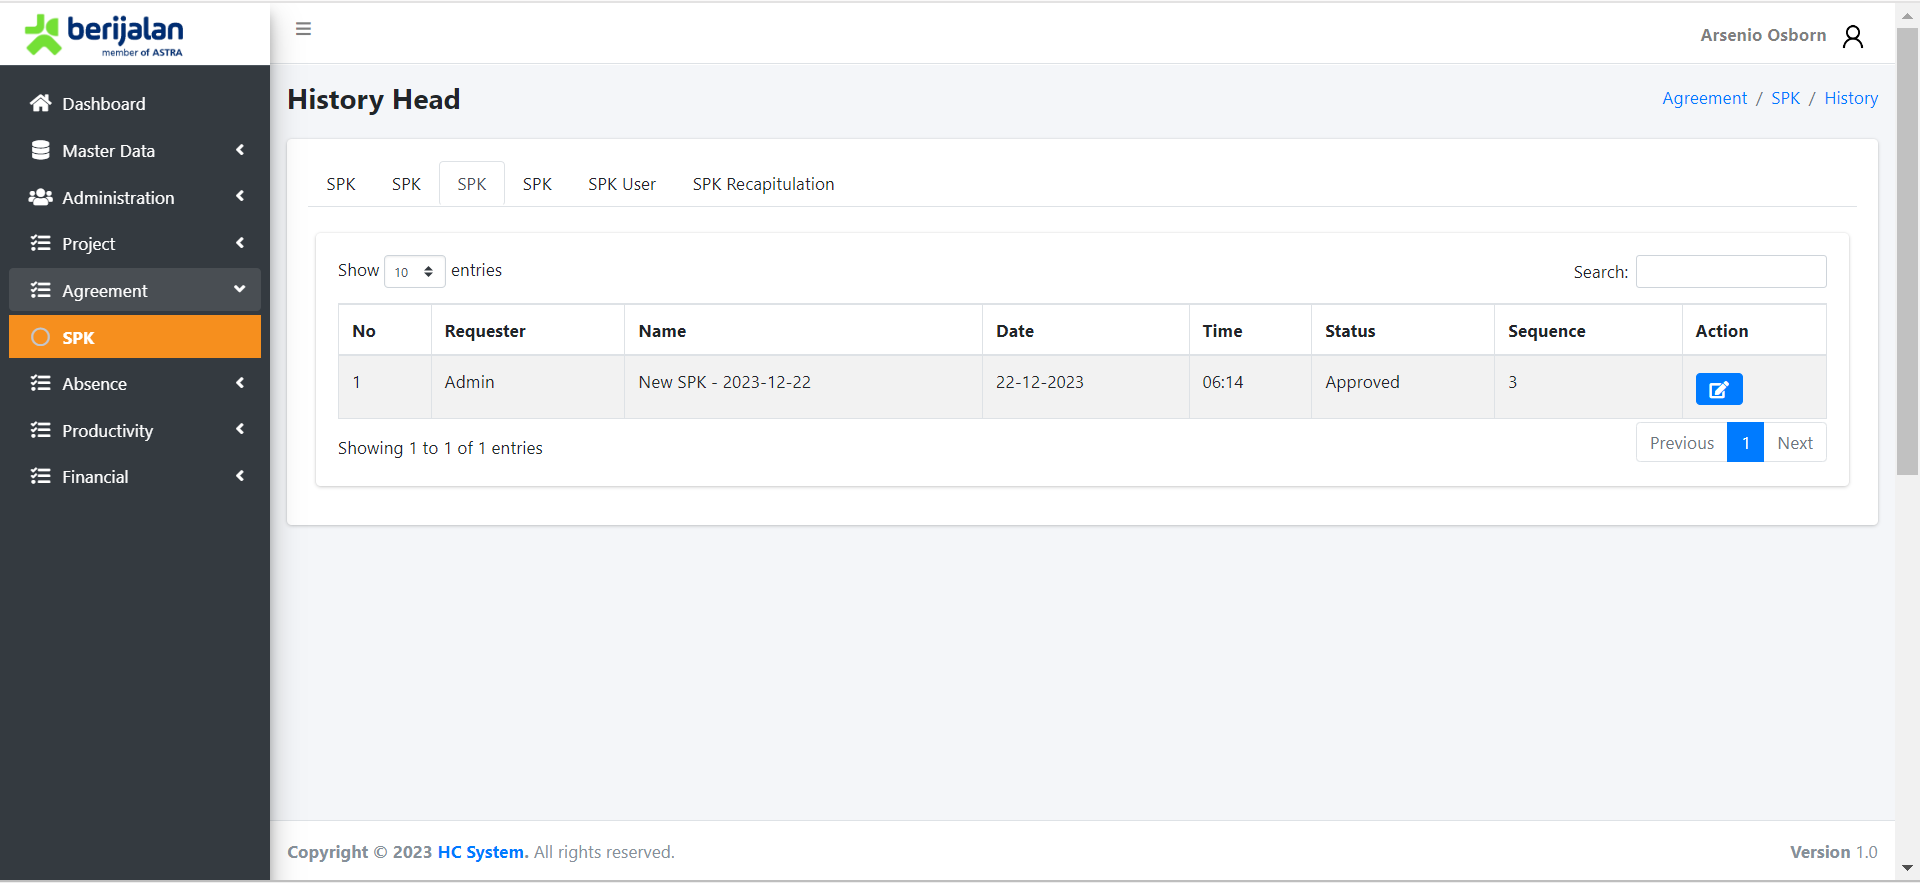 berijalan
member of ASTRA
Arsenio Osborn
Dashboard
Master Data
Administration
Project
Agreement
SPK
Absence
Productivity
Financial
History Head
Agreement / SPK / History
SPK SPK SPK SPK SPK User SPK Recapitulation
Show 10 entries Search:
No Requester Name Date Time Status Sequence Action
1 Admin New SPK - 2023-12-22 22-12-2023 06:14 Approved 3
Showing 1 to 1 of 1 entries
Previous 1 Next
Copyright © 2023 HC System. All rights reserved.
Version 1.0